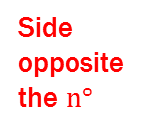 Side
opposite
the n°